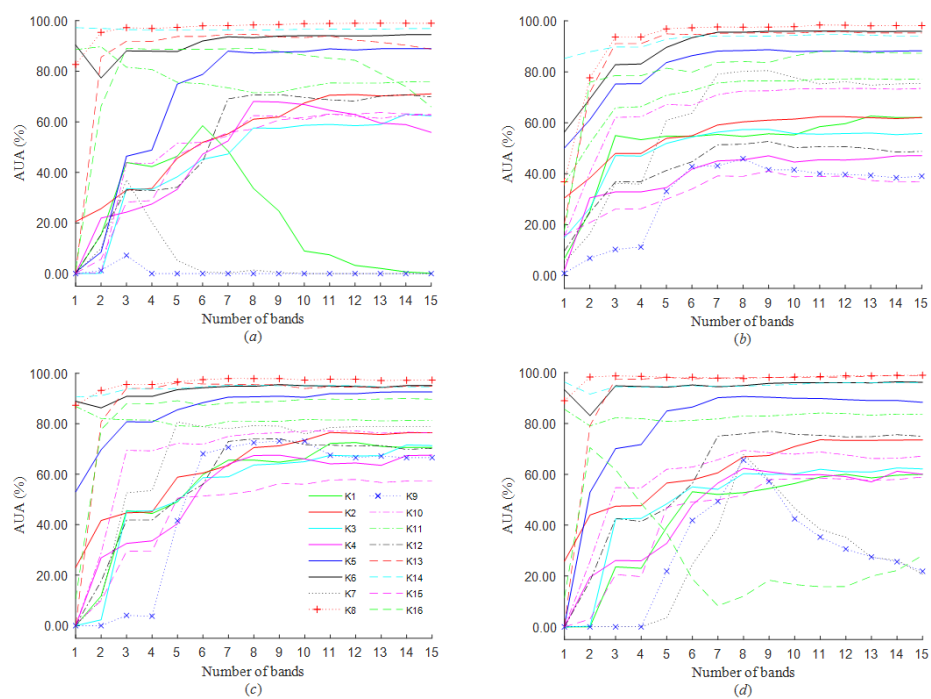 100.00
80.00
60.00
40.00
20.00
0.00
AUA (%)
1 2 3 4 5 6 7 8 9 10 11 12 13 14 15
Number of bands
(a)
100.00
80.00
60.00
40.00
20.00
0.00
AUA (%)
1 2 3 4 5 6 7 8 9 10 11 12 13 14 15
Number of bands
(b)
100.00
80.00
60.00
40.00
20.00
0.00
AUA (%)
K1 K9
K2 K10
K3 K11
K4 K12
K5 K13
K6 K14
K7 K15
K8 K16
1 2 3 4 5 6 7 8 9 10 11 12 13 14 15
Number of bands
(c)
100.00
80.00
60.00
40.00
20.00
0.00
AUA (%)
1 2 3 4 5 6 7 8 9 10 11 12 13 14 15
Number of bands
(d)